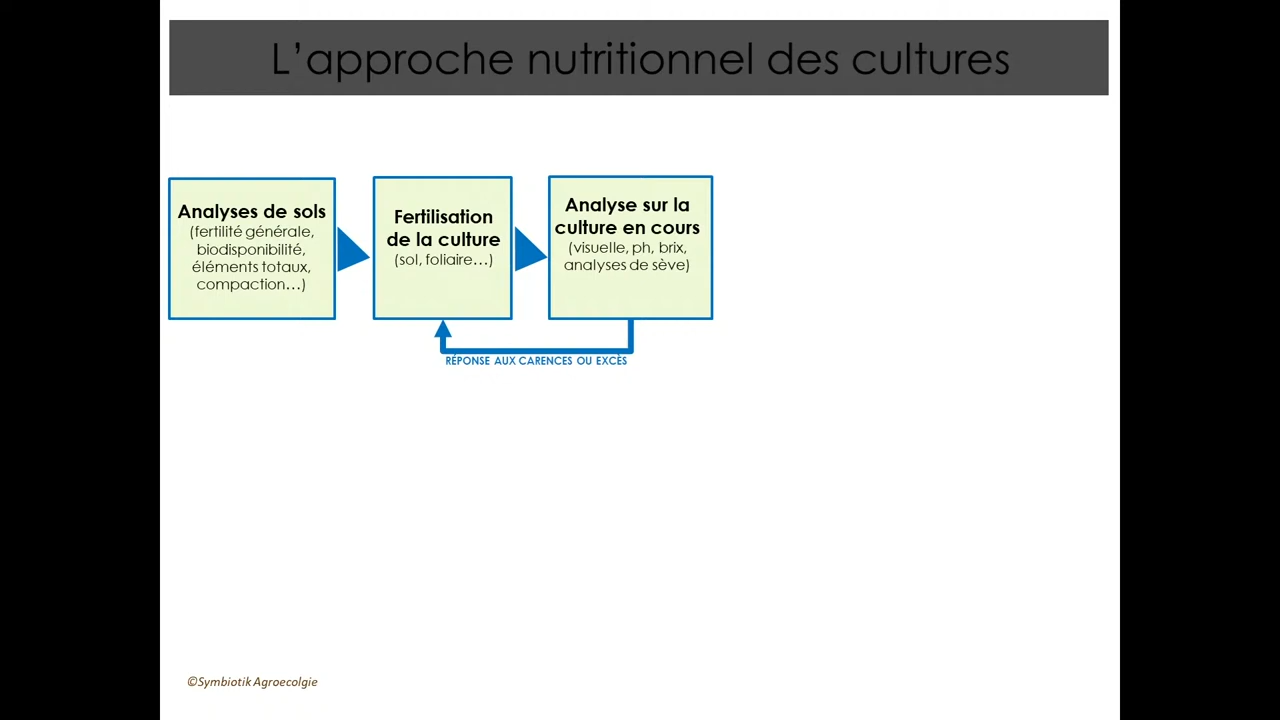 L’approche nutritionnel des cultures
Analyses de sols
(fertilité générale,
biodisponibilité,
éléments totaux,
compaction…)
Fertilisation
de la culture
(sol, foliaire…)
Analyse sur la
culture en cours
(visuelle, ph, brix,
analyses de sève)
RÉPONSE AUX CARENCES OU EXCÈS
©Symbiotik Agroecolgie